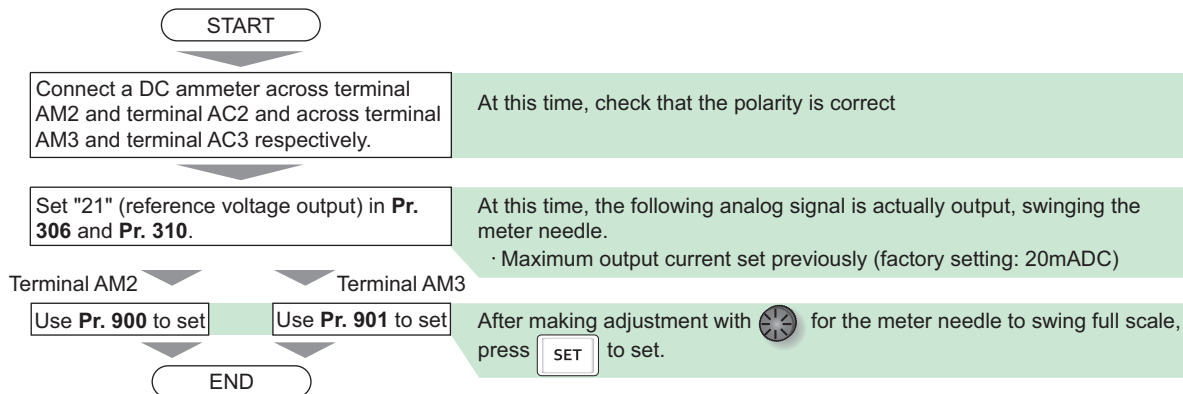 START
Connect a DC ammeter across terminal
AM2 and terminal AC2 and across terminal
AM3 and terminal AC3 respectively.
At this time, check that the polarity is correct
Set "21" (reference voltage output) in Pr.
306 and Pr. 310.
At this time, the following analog signal is actually output, swinging the
meter needle.
· Maximum output current set previously (factory setting: 20mADC)
Terminal AM2
Terminal AM3
Use Pr. 900 to set
Use Pr. 901 to set
After making adjustment with for the meter needle to swing full scale,
press SET to set.
END